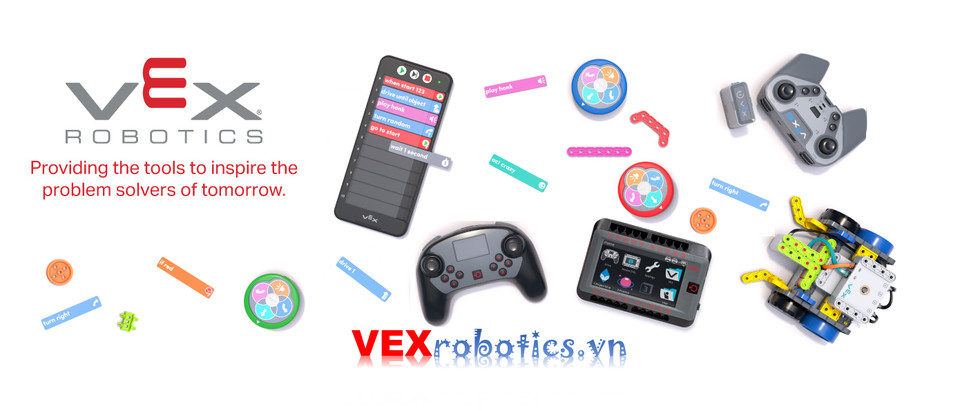 VEX®
ROBOTICS
Providing the tools to inspire the
problem solvers of tomorrow.
when start 123
drive until object
play honk
turn random
go to start
wait 1 second
vex
play honk
act crazy
turn right
if red
drive 1
turn right
VEX
VEXrobotics.vn